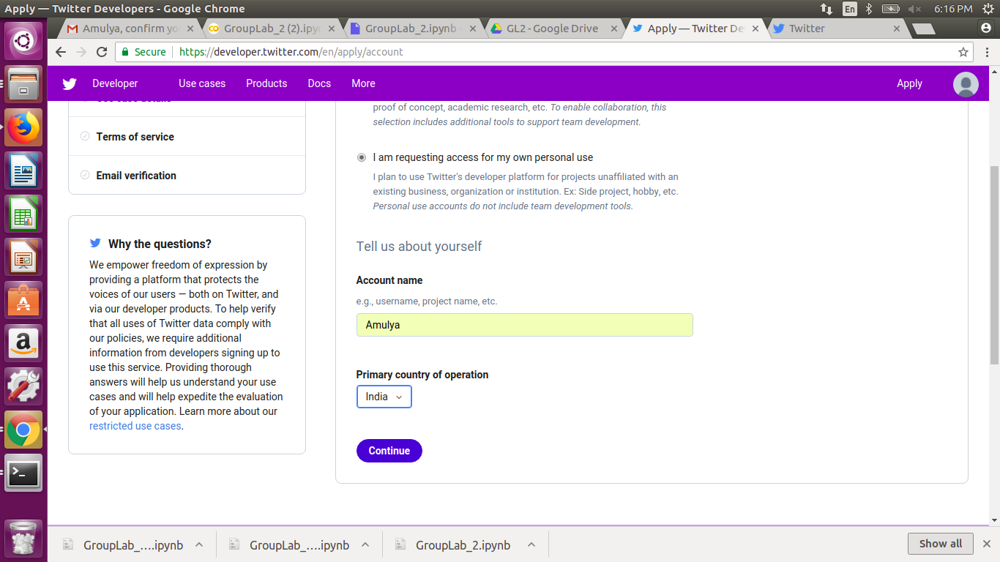 Apply — Twitter Developers - Google Chrome
En
6:16 PM
Amulya, confirm yo
GroupLab_2 (2).ipyn
GroupLab_2.ipynb -
GL2 - Google Drive
Apply — Twitter De
Twitter
Secure
https://developer.twitter.com/en/apply/account
Developer
Use cases
Products
Docs
More
Apply
Terms of service
Email verification
Why the questions?
We empower freedom of expression by
providing a platform that protects the
voices of our users — both on Twitter, and
via our developer products. To help verify
that all uses of Twitter data comply with
our policies, we require additional
information from developers signing up to
use this service. Providing thorough
answers will help us understand your use
cases and will help expedite the evaluation
of your application. Learn more about our
restricted use cases.
proof of concept, academic research, etc. To enable collaboration, this
selection includes additional tools to support team development.
I am requesting access for my own personal use
I plan to use Twitter's developer platform for projects unaffiliated with an
existing business, organization or institution. Ex: Side project, hobby, etc.
Personal use accounts do not include team development tools.
Tell us about yourself
Account name
e.g., username, project name, etc.
Amulya
Primary country of operation
India
Continue
GroupLab_....ipynb
GroupLab_....ipynb
GroupLab_2.ipynb
Show all